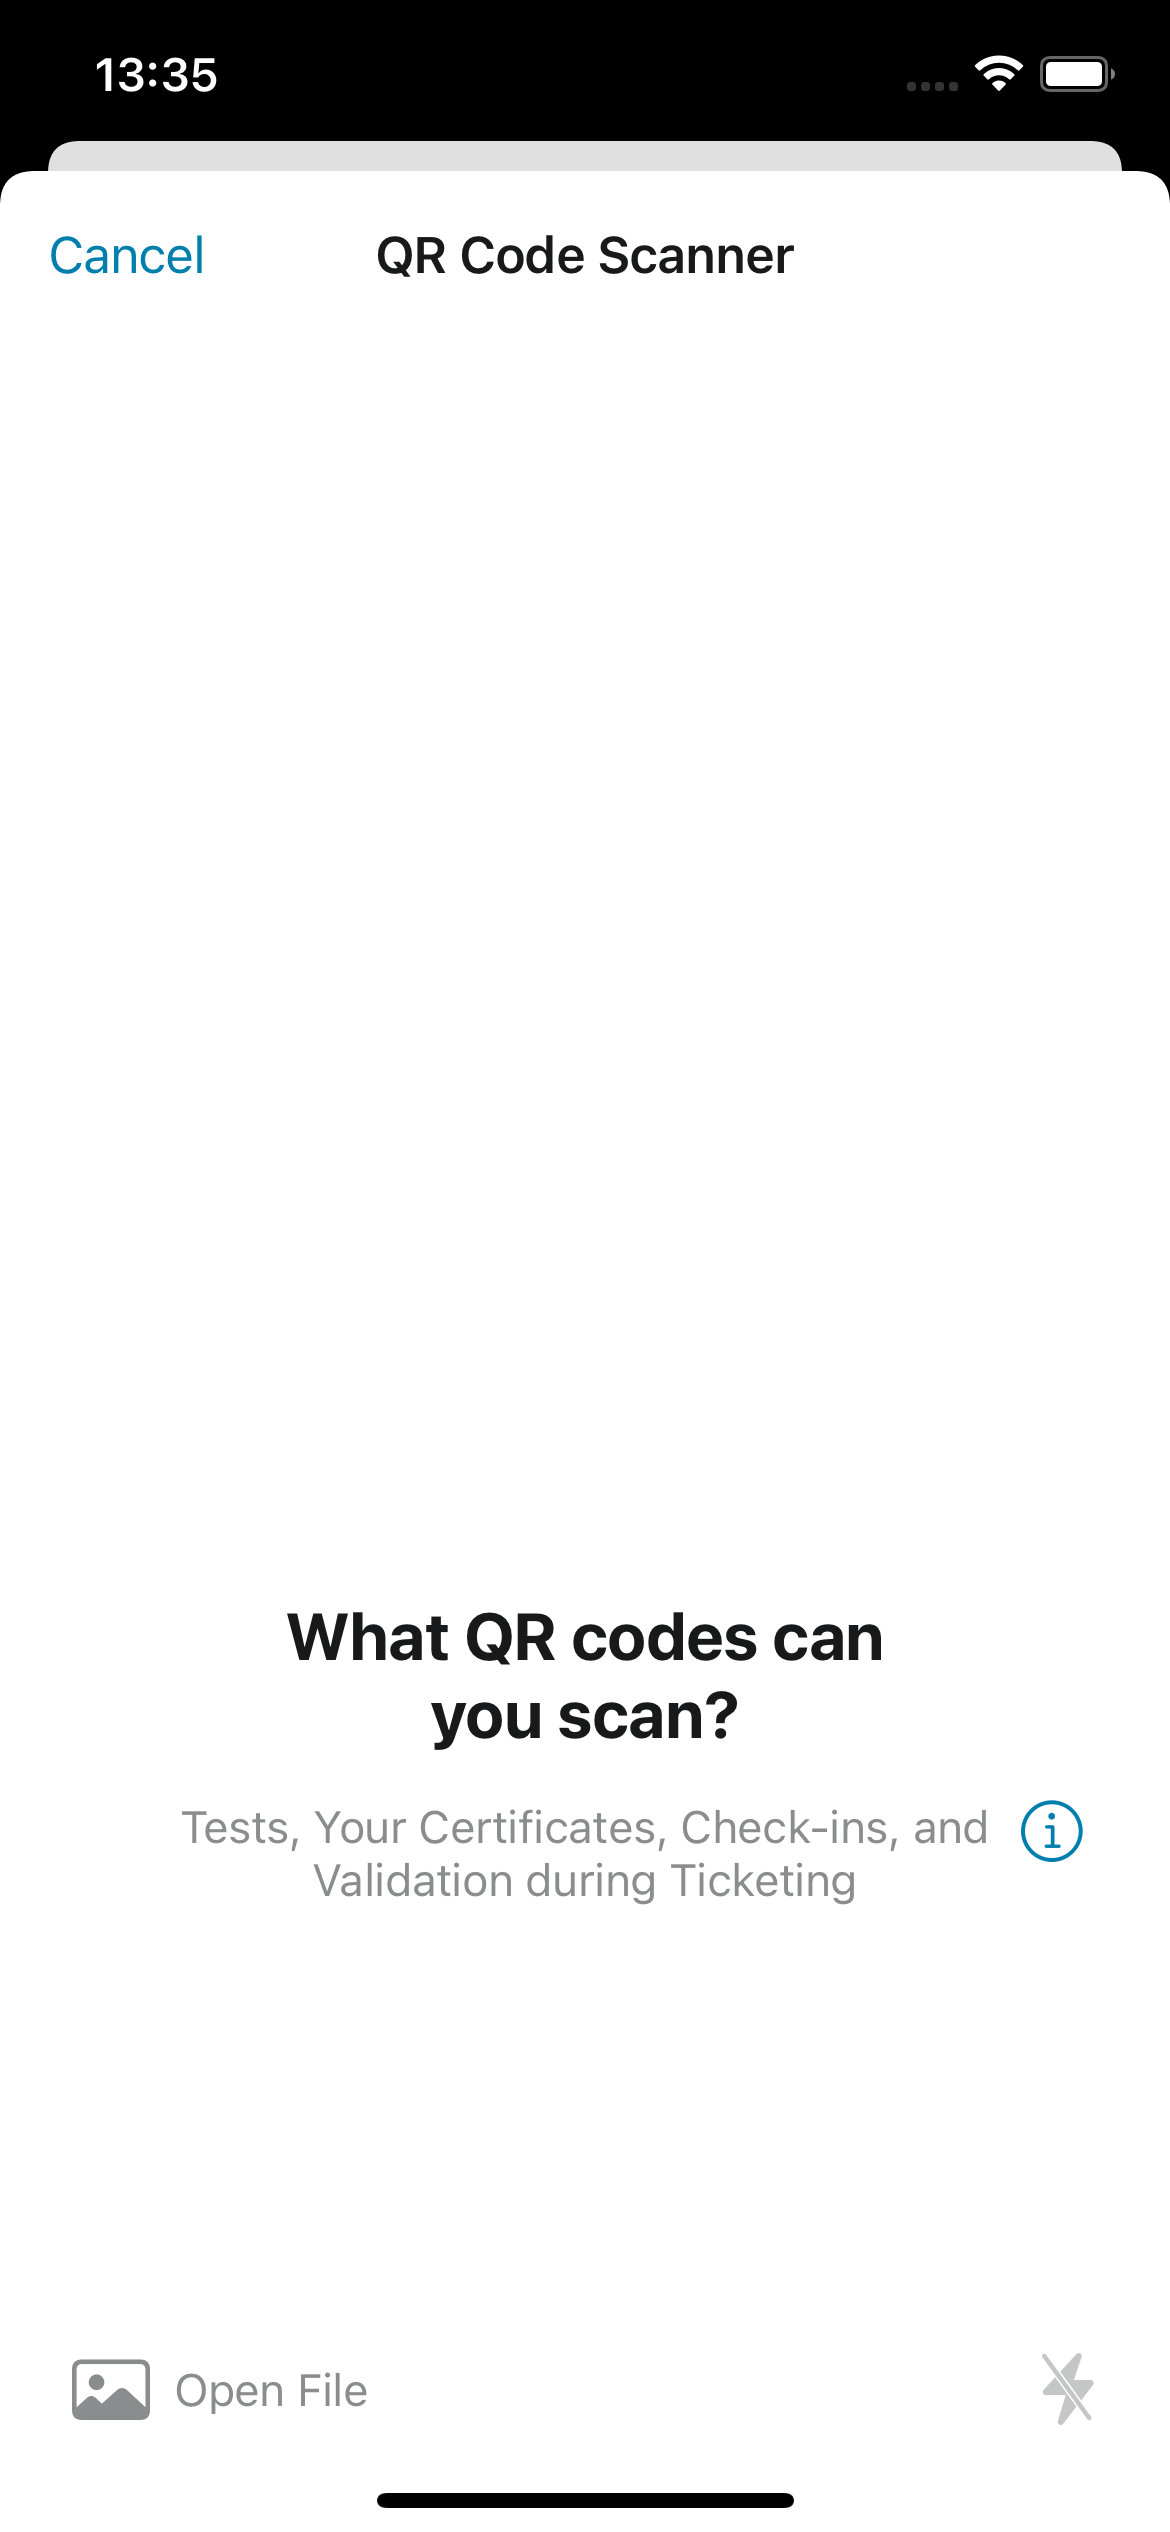 13:35
Cancel
QR Code Scanner
What QR codes can
you scan?
Tests, Your Certificates, Check-ins, and
Validation during Ticketing
Open File